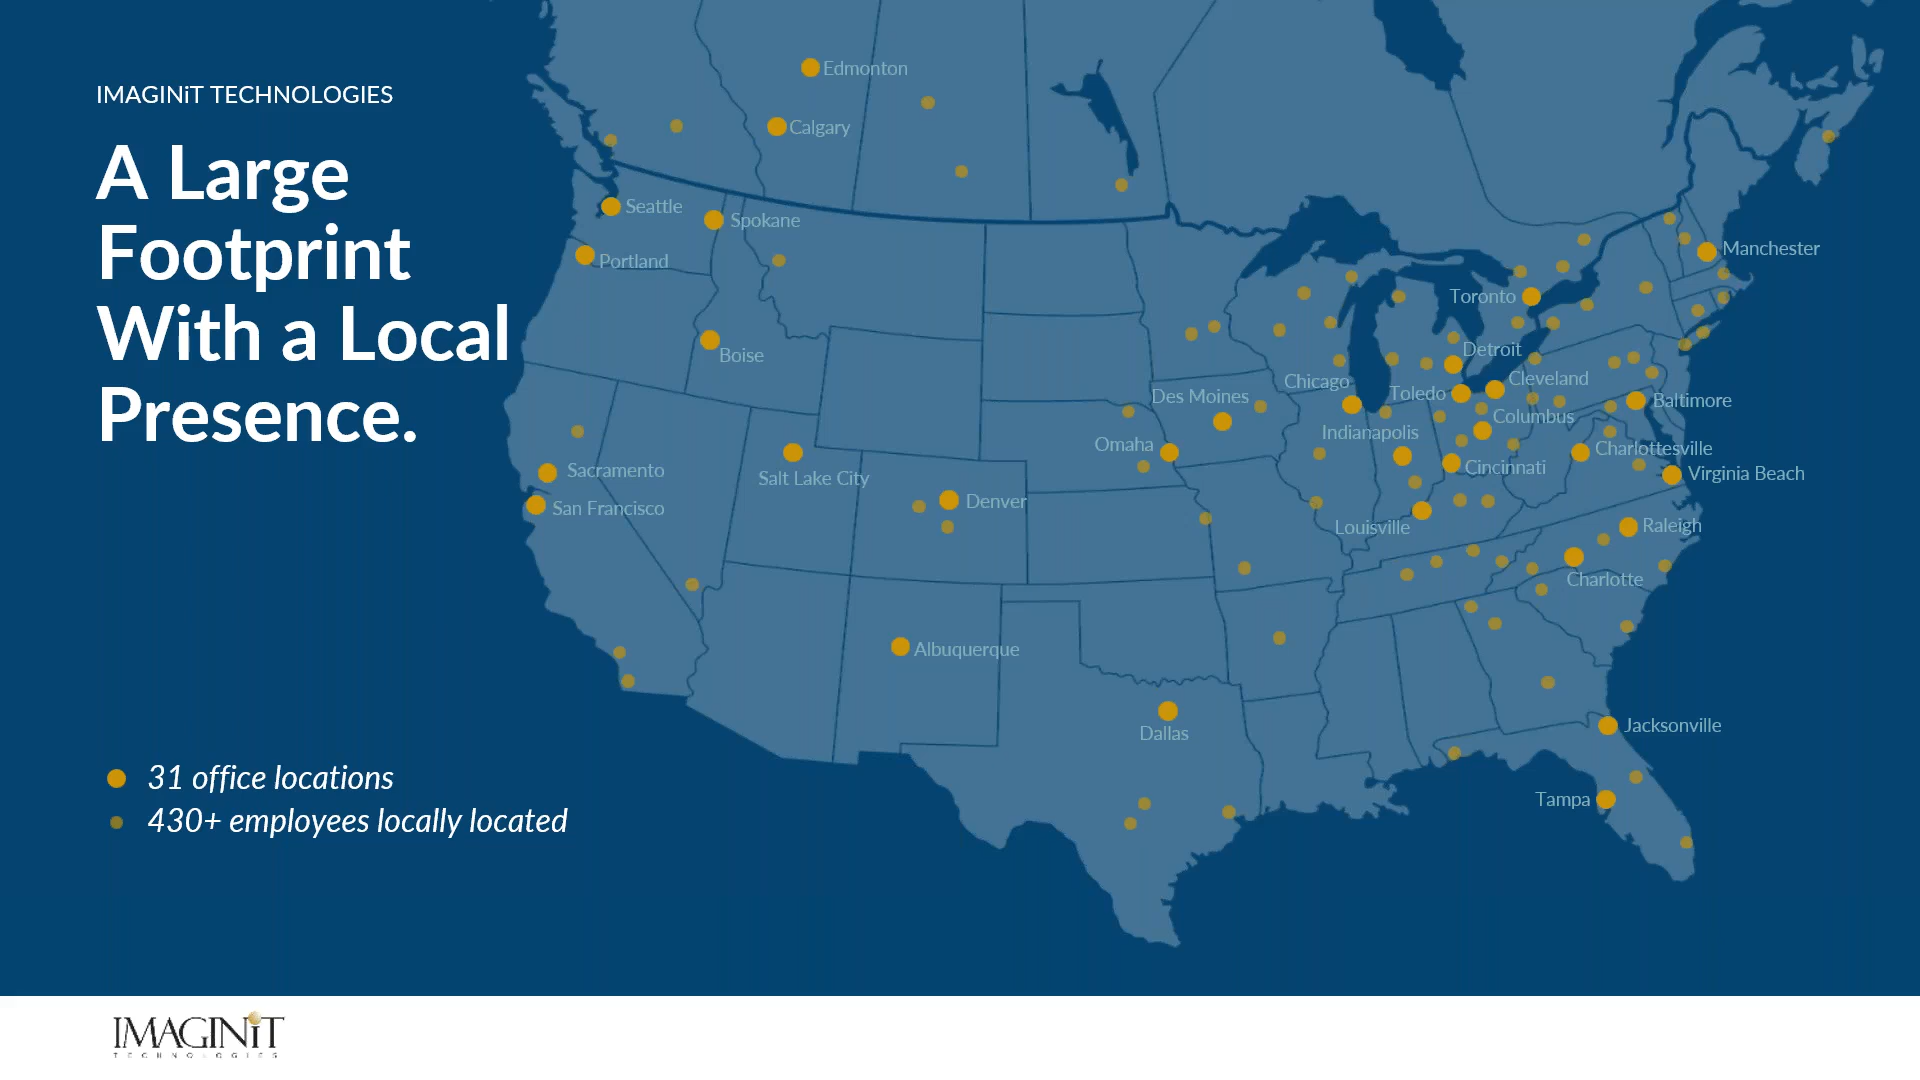 IMAGINiT TECHNOLOGIES
A Large
Footprint
With a Local
Presence.
31 office locations
430+ employees locally located
Edmonton
Calgary
Seattle
Spokane
Portland
Boise
Sacramento
San Francisco
Salt Lake City
Denver
Albuquerque
Dallas
Omaha
Des Moines
Chicago
Indianapolis
Louisville
Toronto
Detroit
Toledo
Cleveland
Columbus
Cincinnati
Manchester
Baltimore
Charlottesville
Virginia Beach
Raleigh
Charlotte
Jacksonville
Tampa
IMAGINiT
TECHNOLOGIES